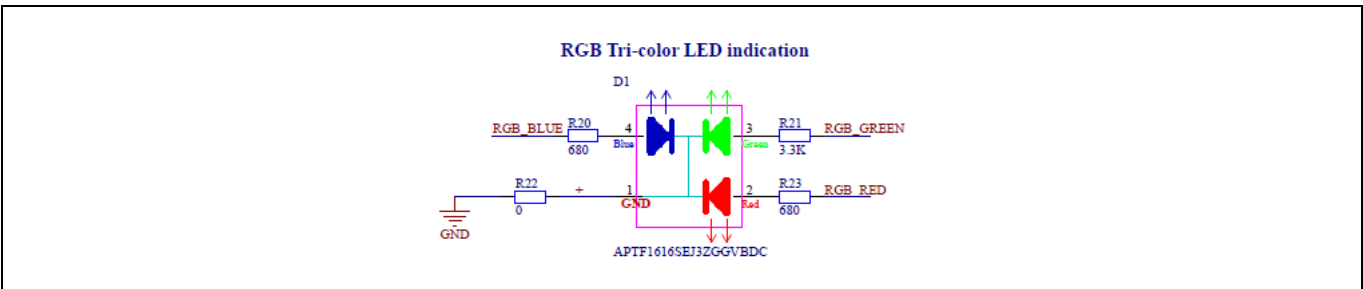 RGB Tri-color LED indication
D1
RGB_BLUE R20 4 3 R21 RGB_GREEN
680 Blue Green 3.3K
R22 + 1 2 R23 RGB_RED
0 GND Red 680
GND
APTF1616SEJ3ZGGVBDC